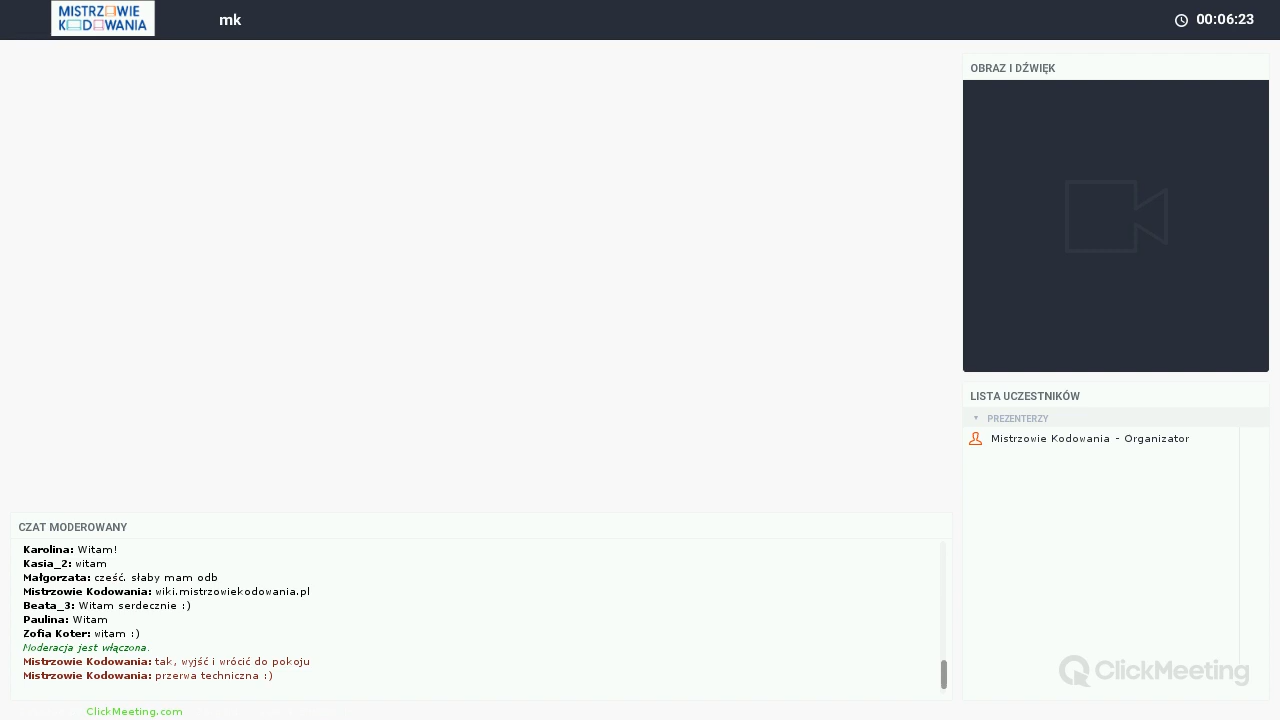 MISTRZOWIE
KODOWANIA
mk
00:06:23
OBRAZ I DŹWIĘK
LISTA UCZESTNIKÓW
PREZENTERZY
Mistrzowie Kodowania - Organizator
CZAT MODEROWANY
Karolina: Witam!
Kasia_2: witam
Małgorzata: cześć. słaby mam odb
Mistrzowie Kodowania: wiki.mistrzowiekodowania.pl
Beata_3: Witam serdecznie :)
Paulina: Witam
Zofia Koter: witam :)
Moderacja jest włączona.
Mistrzowie Kodowania: tak, wyjść i wrócić do pokoju
Mistrzowie Kodowania: przerwa techniczna :)
ClickMeeting
ClickMeeting.com